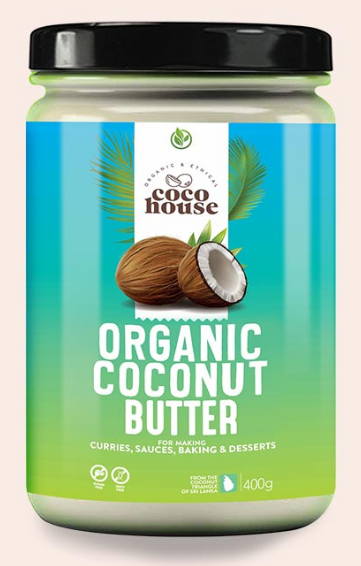 ORGANIC & ETHICAL
coco
house
ORGANIC
COCONUT
BUTTER
FOR MAKING
CURRIES, SAUCES, BAKING & DESSERTS
FROM THE
COCONUT
TRIANGLE
OF SRI LANKA
400g